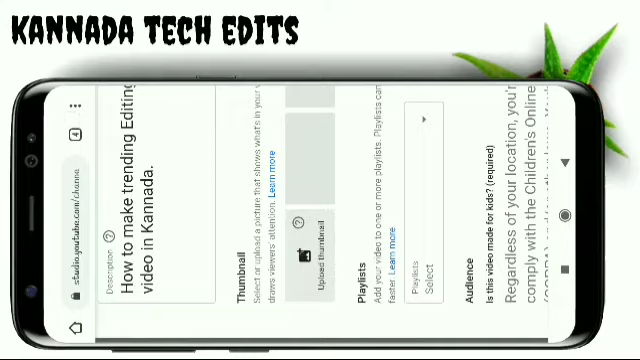 KANNADA TECH EDITS
4
studio.youtube.com/channe
Description
How to make trending Editing
video in Kannada.
Thumbnail
Select or upload a picture that shows what's in your
draws viewers' attention. Learn more
Upload thumbnail
Playlists
Add your video to one or more playlists. Playlists can
faster. Learn more
Playlists
Select
Audience
Is this video made for kids? (required)
Regardless of your location, you'r
comply with the Children's Online